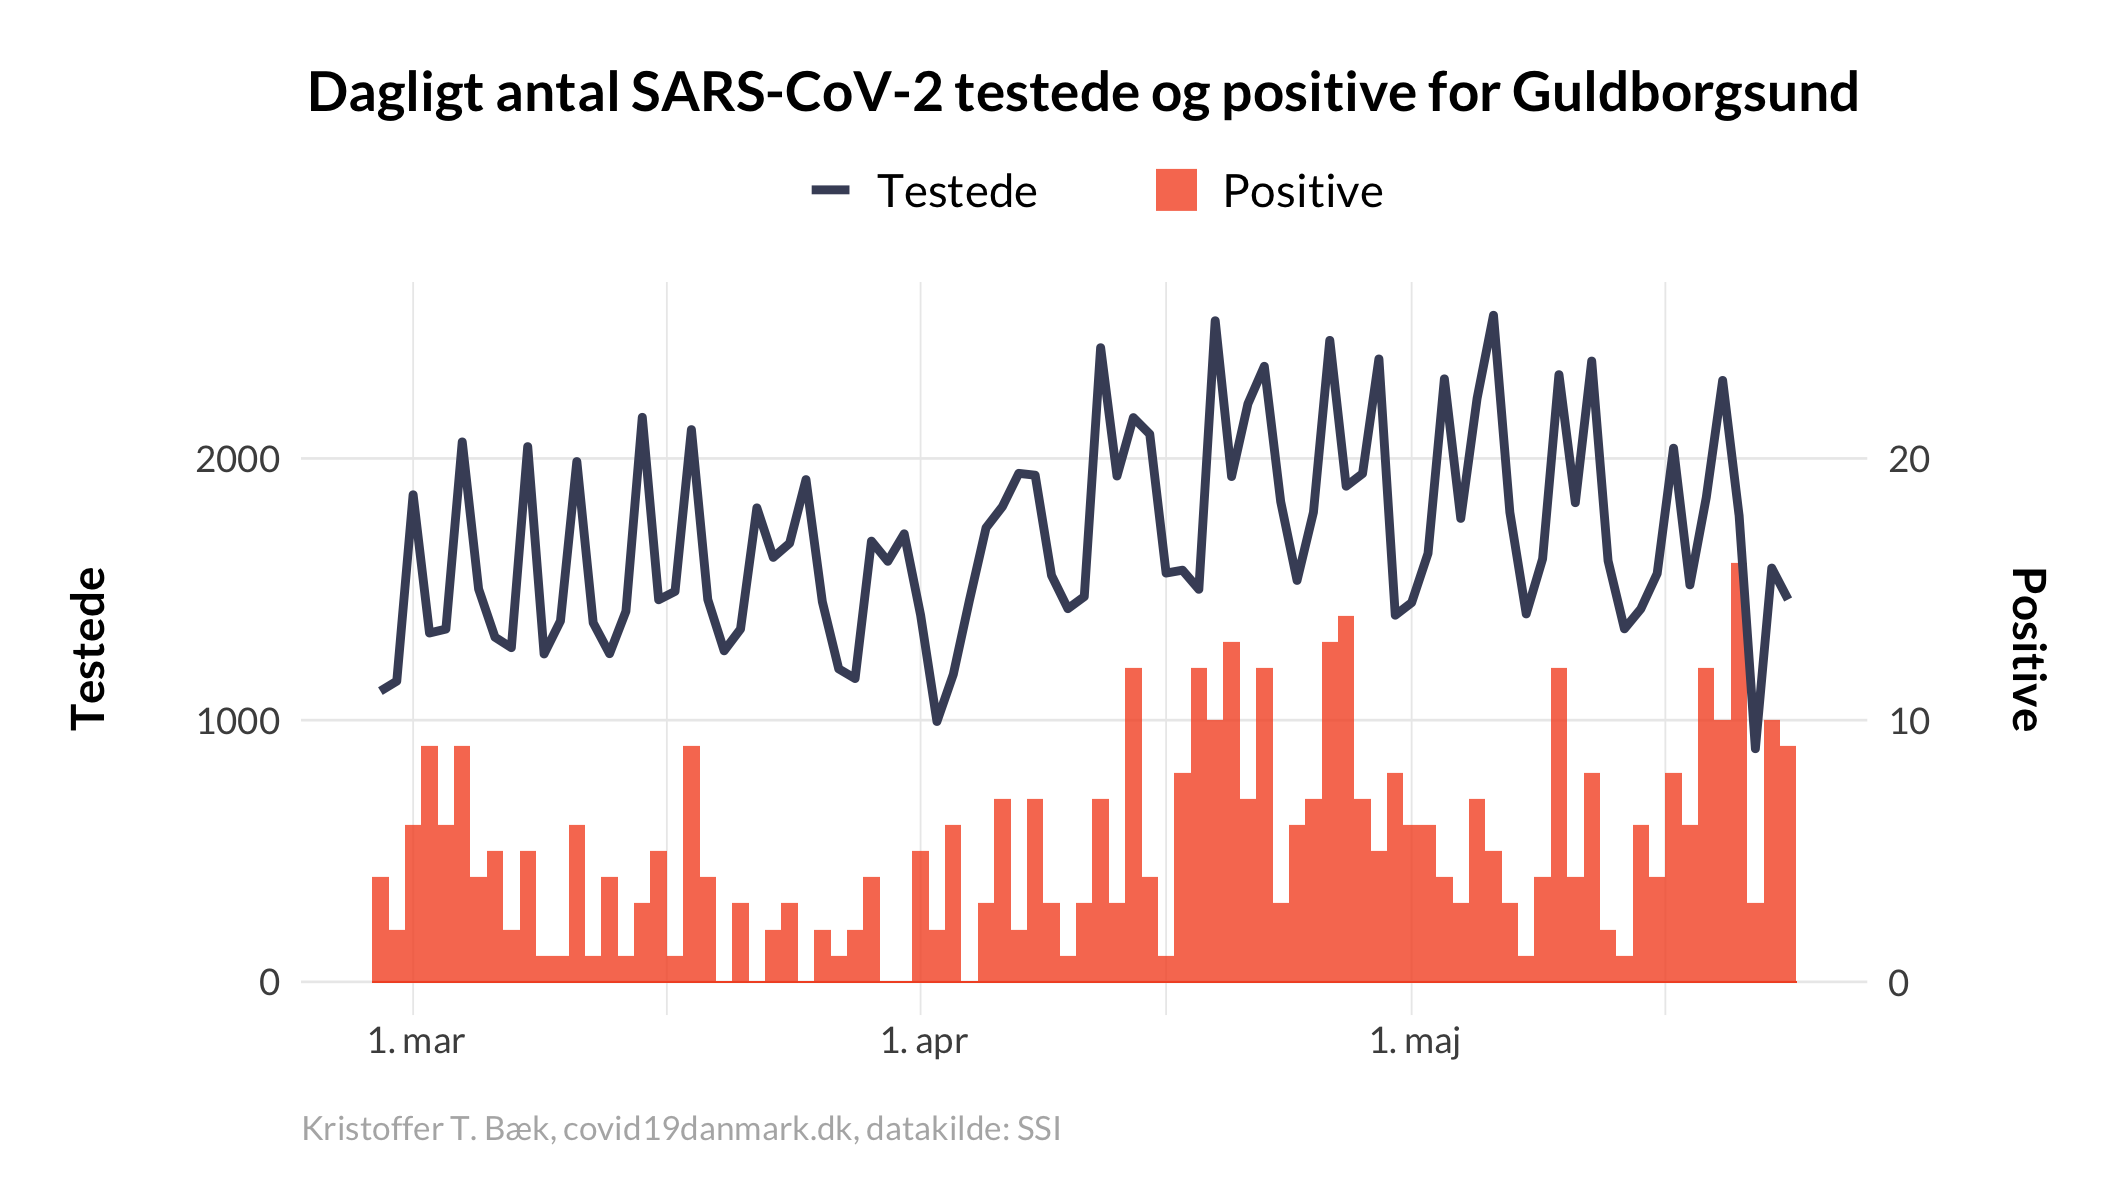 Dagligt antal SARS-CoV-2 testede og positive for Guldborgsund
Testede
Positive
Testede
2000
1000
0
20
10
0
Positive
1. mar
1. apr
1. maj
Kristoffer T. Bæk, covid19danmark.dk, datakilde: SSI